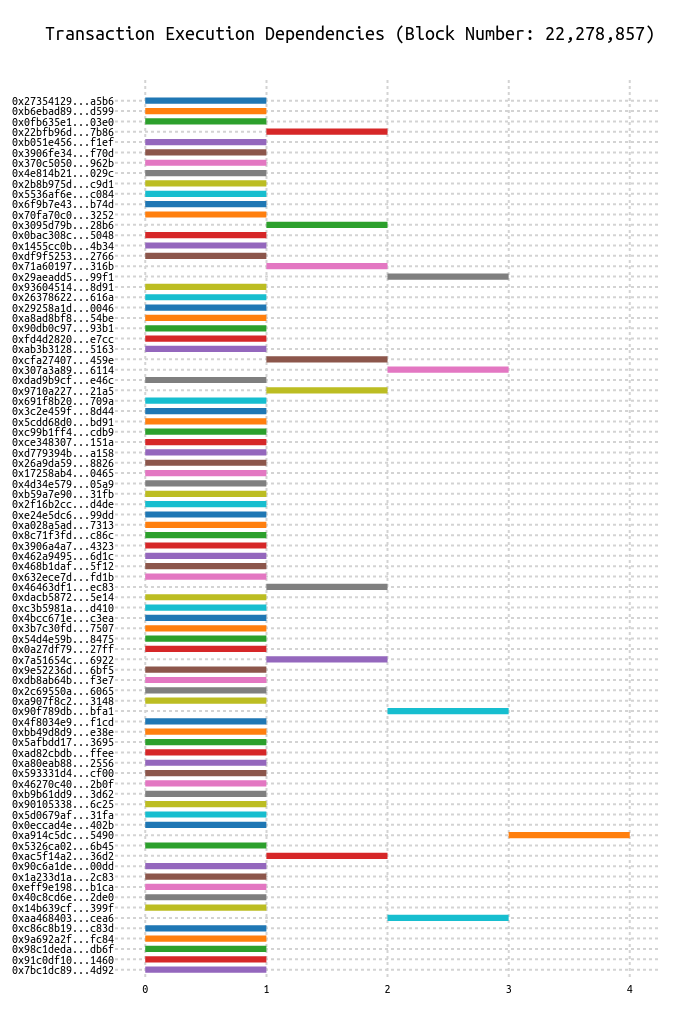 Transaction Execution Dependencies (Block Number: 22,278,857)
0x27354129...a5b6
0xb6ebad89...d599
0x0fb635e1...03e0
0x22bfb96d...7b86
0xb051e456...f1ef
0x3906fe34...f70d
0x370c5050...962b
0x4e814b21...029c
0x2b8b975d...c9d1
0x5536af6e...c084
0x6f9b7e43...b74d
0x70fa70c0...3252
0x3095d79b...28b6
0x0bac308c...5048
0x1455cc0b...4b34
0xdf9f5253...2766
0x71a60197...316b
0x29aeadd5...99f1
0x93604514...8d91
0x26378622...616a
0x29258a1d...0046
0xa8ad8bf8...54be
0x90db0c97...93b1
0xfd4d2820...e7cc
0xab3b3128...5163
0xcfa27407...459e
0x307a3a89...6114
0xdad9b9cf...e46c
0x9710a227...21a5
0x691f8b20...709a
0x3c2e459f...8d44
0x5cdd68d0...bd91
0xc99b1ff4...cdb9
0xce348307...151a
0xd779394b...a158
0x26a9da59...8826
0x17258ab4...0465
0x4d34e579...05a9
0xb59a7e90...31fb
0x2f16b2cc...d4de
0xe24e5dc6...99dd
0xa028a5ad...7313
0x8c71f3fd...c86c
0x3906a4a7...4323
0x462a9495...6d1c
0x468b1daf...5f12
0x632ece7d...fd1b
0x46463df1...ec83
0xdacb5872...5e14
0xc3b5981a...d410
0x4bcc671e...c3ea
0x3b7c30fd...7507
0x54d4e59b...8475
0x0a27df79...27ff
0x7a51654c...6922
0x9e52236d...6bf5
0xdb8ab64b...f3e7
0x2c69550a...6065
0xa907f8c2...3148
0x90f789db...bfa1
0x4f8034e9...f1cd
0xbb49d8d9...e38e
0x5afbdd17...3695
0xad82cbdb...ffee
0xa80eab88...2556
0x593331d4...cf00
0x46270c40...2b0f
0xb9b61dd9...3d62
0x90105338...6c25
0x5d0679af...31fa
0x0eccad4e...402b
0xa914c5dc...5490
0x5326ca02...6b45
0xac5f14a2...36d2
0x90c6a1de...00dd
0x1a233d1a...2c83
0xeff9e198...b1ca
0x40c8cd6e...2de0
0x14b639cf...399f
0xaa468403...cea6
0xc86c8b19...c83d
0x9a692a2f...fc84
0x98c1deda...db6f
0x91c0df10...1460
0x7bc1dc89...4d92
0 1 2 3 4